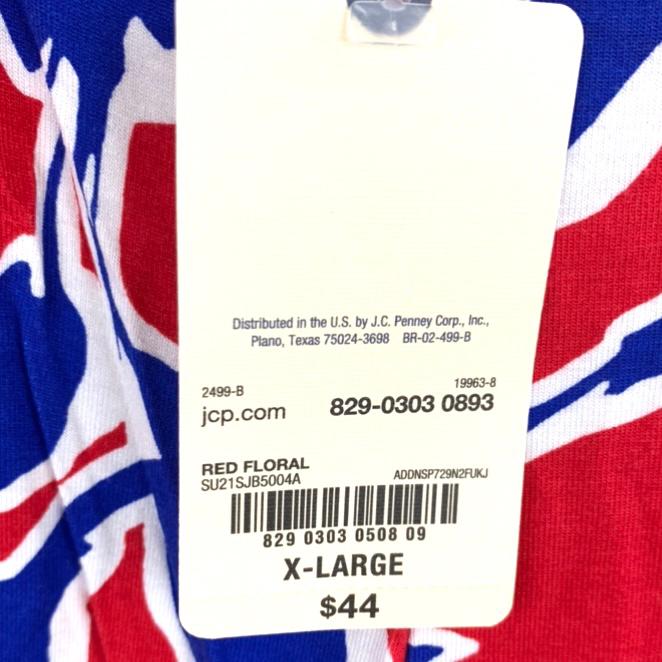 Distributed in the U.S. by J.C. Penney Corp., Inc.,
Plano, Texas 75024-3698 BR-02-499-B
2499-B 19963-8
jcp.com 829-0303 0893
RED FLORAL
SU21SJB5004A ADDNSP729N2FUKJ
829 0303 0508 09
X-LARGE
$44